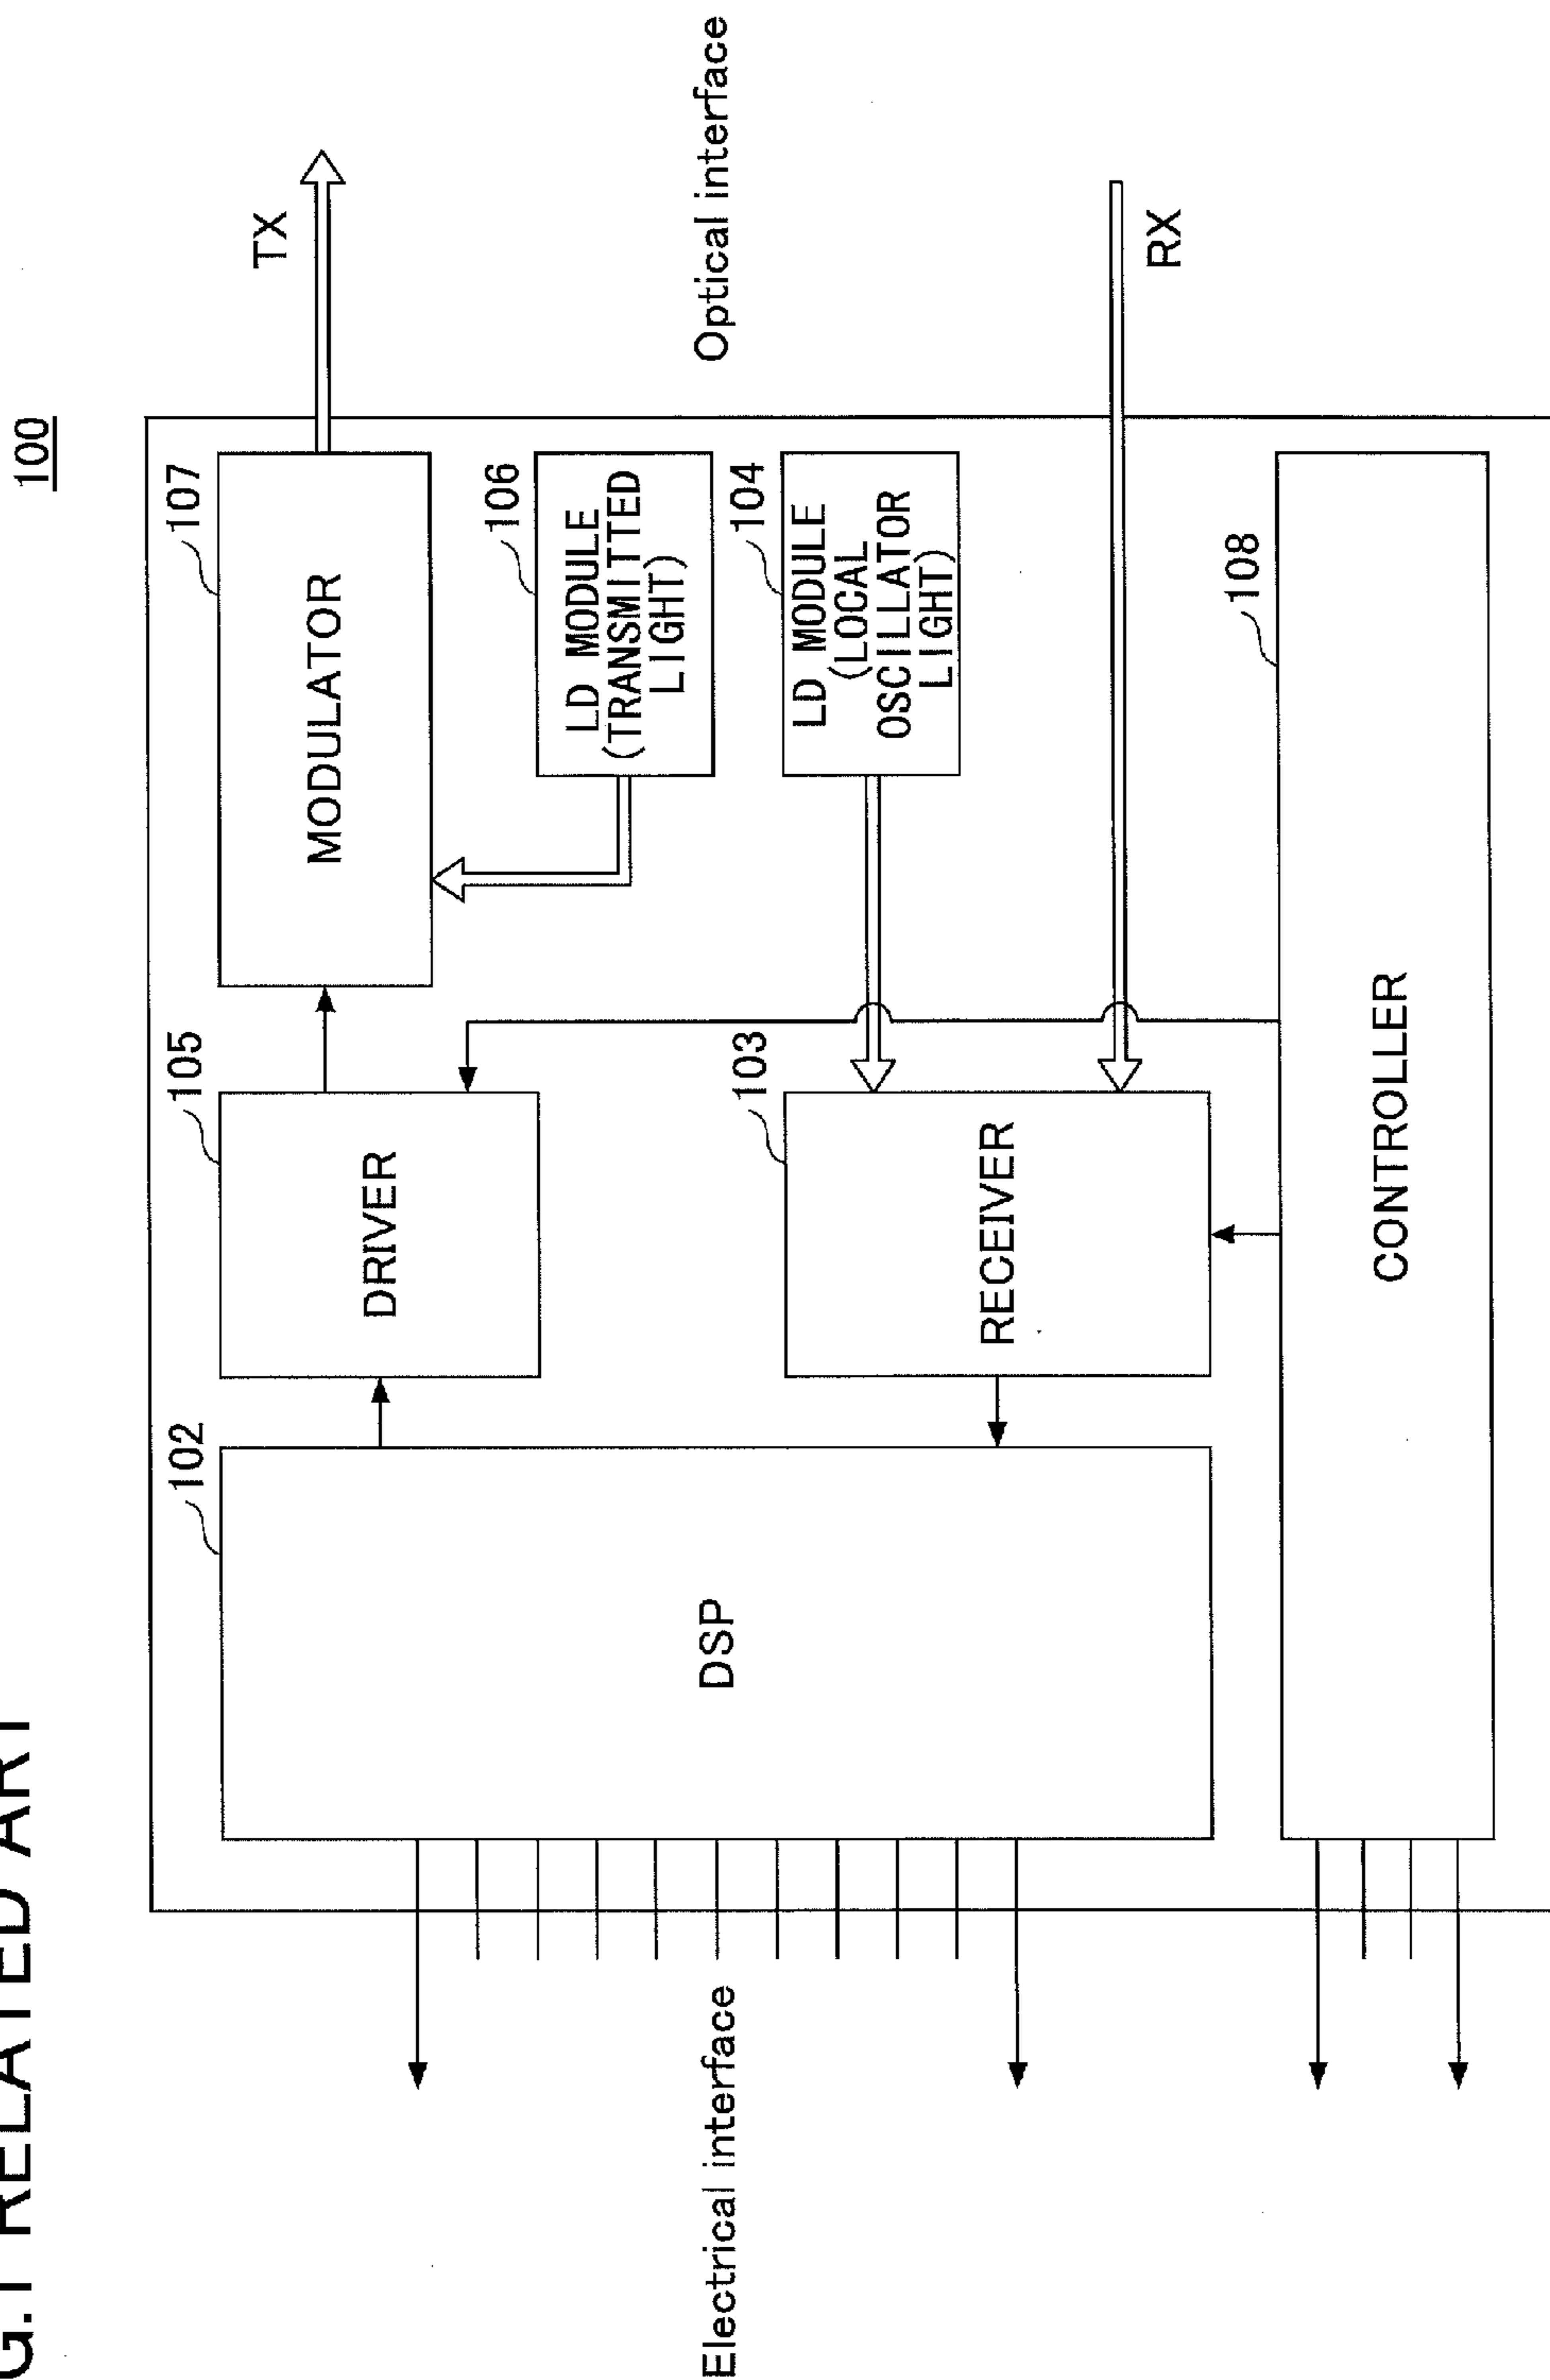 G. 1 RELATED ART
100
107
MODULATOR
TX
105
DRIVER
106
LD MODULE
(TRANSMITTED
LIGHT)
102
DSP
Electrical interface
Optical interface
104
LD MODULE
(LOCAL
OSCILLATOR
LIGHT)
103
RECEIVER
RX
108
CONTROLLER